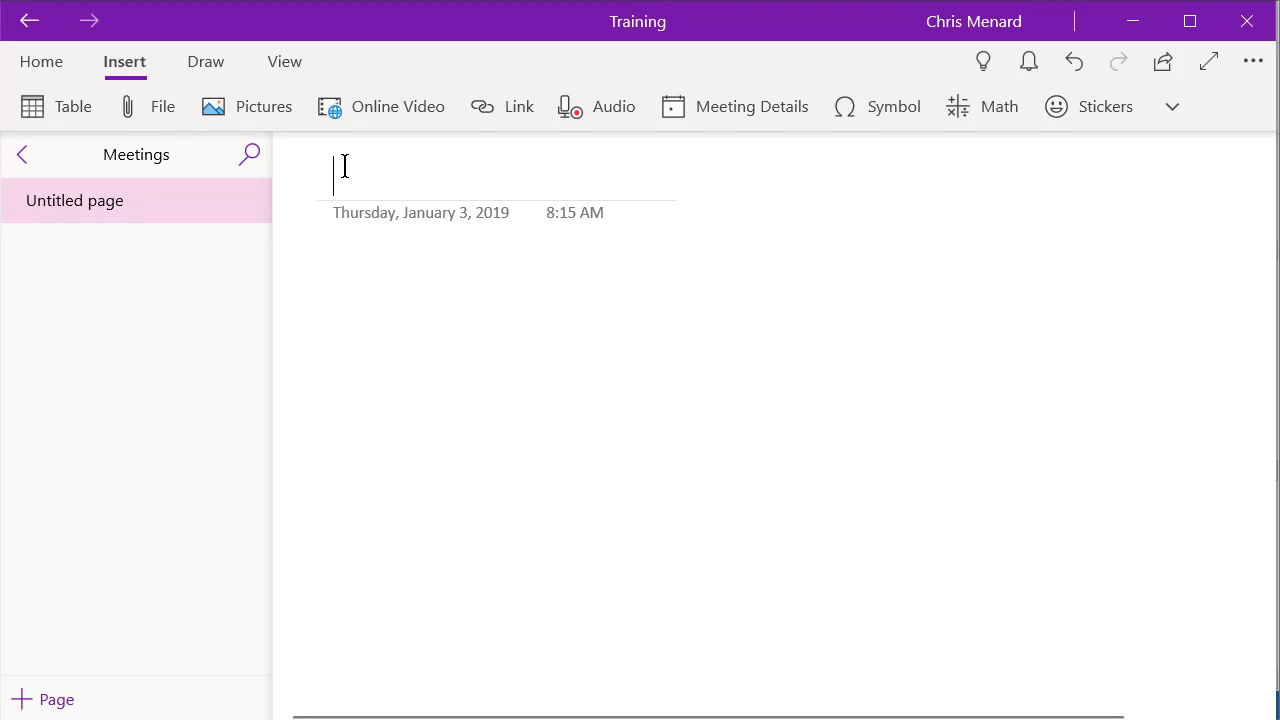 Training
Chris Menard
Home Insert Draw View
Table File Pictures Online Video Link Audio Meeting Details Symbol Math Stickers
Meetings
Untitled page
Thursday, January 3, 2019 8:15 AM
Page